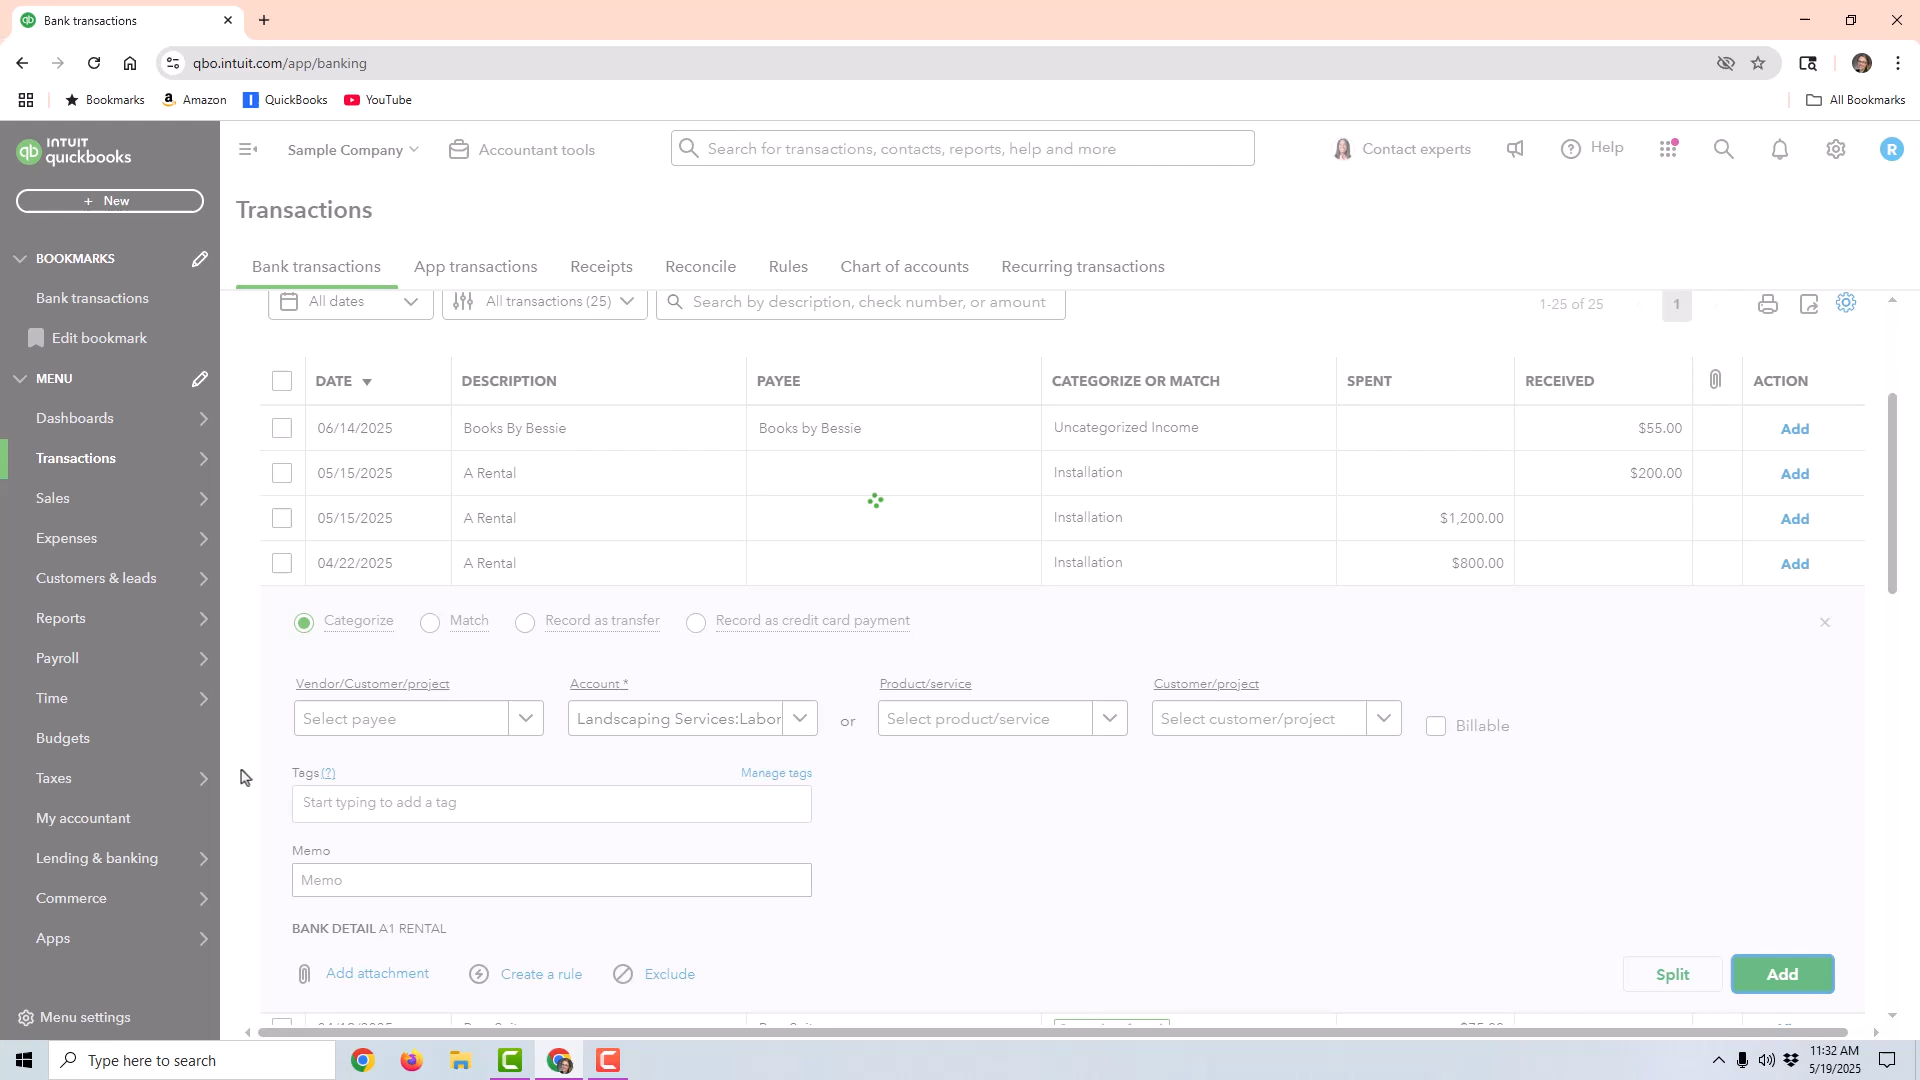 Bank transactions
qbo.intuit.com/app/banking
Bookmarks Amazon QuickBooks YouTube All Bookmarks
INTUIT
quickbooks
Sample Company Accountant tools Search for transactions, contacts, reports, help and more Contact experts Help R
+ New
Transactions
BOOKMARKS
Bank transactions App transactions Receipts Reconcile Rules Chart of accounts Recurring transactions
Bank transactions
Edit bookmark
All dates All transactions (25) Search by description, check number, or amount 1-25 of 25 1
MENU
Dashboards
Transactions
Sales
Expenses
Customers & leads
Reports
Payroll
Time
Budgets
Taxes
My accountant
Lending & banking
Commerce
Apps
Menu settings
DATE DESCRIPTION PAYEE CATEGORIZE OR MATCH SPENT RECEIVED ACTION
06/14/2025 Books By Bessie Books by Bessie Uncategorized Income $55.00 Add
05/15/2025 A Rental Installation $200.00 Add
05/15/2025 A Rental Installation $1,200.00 Add
04/22/2025 A Rental Installation $800.00 Add
Categorize Match Record as transfer Record as credit card payment
Vendor/Customer/project Account * Product/service Customer/project
Select payee Landscaping Services:Labor or Select product/service Select customer/project Billable
Tags (?) Manage tags
Start typing to add a tag
Memo
Memo
BANK DETAIL A1 RENTAL
Add attachment Create a rule Exclude Split Add
Type here to search
11:32 AM
5/19/2025